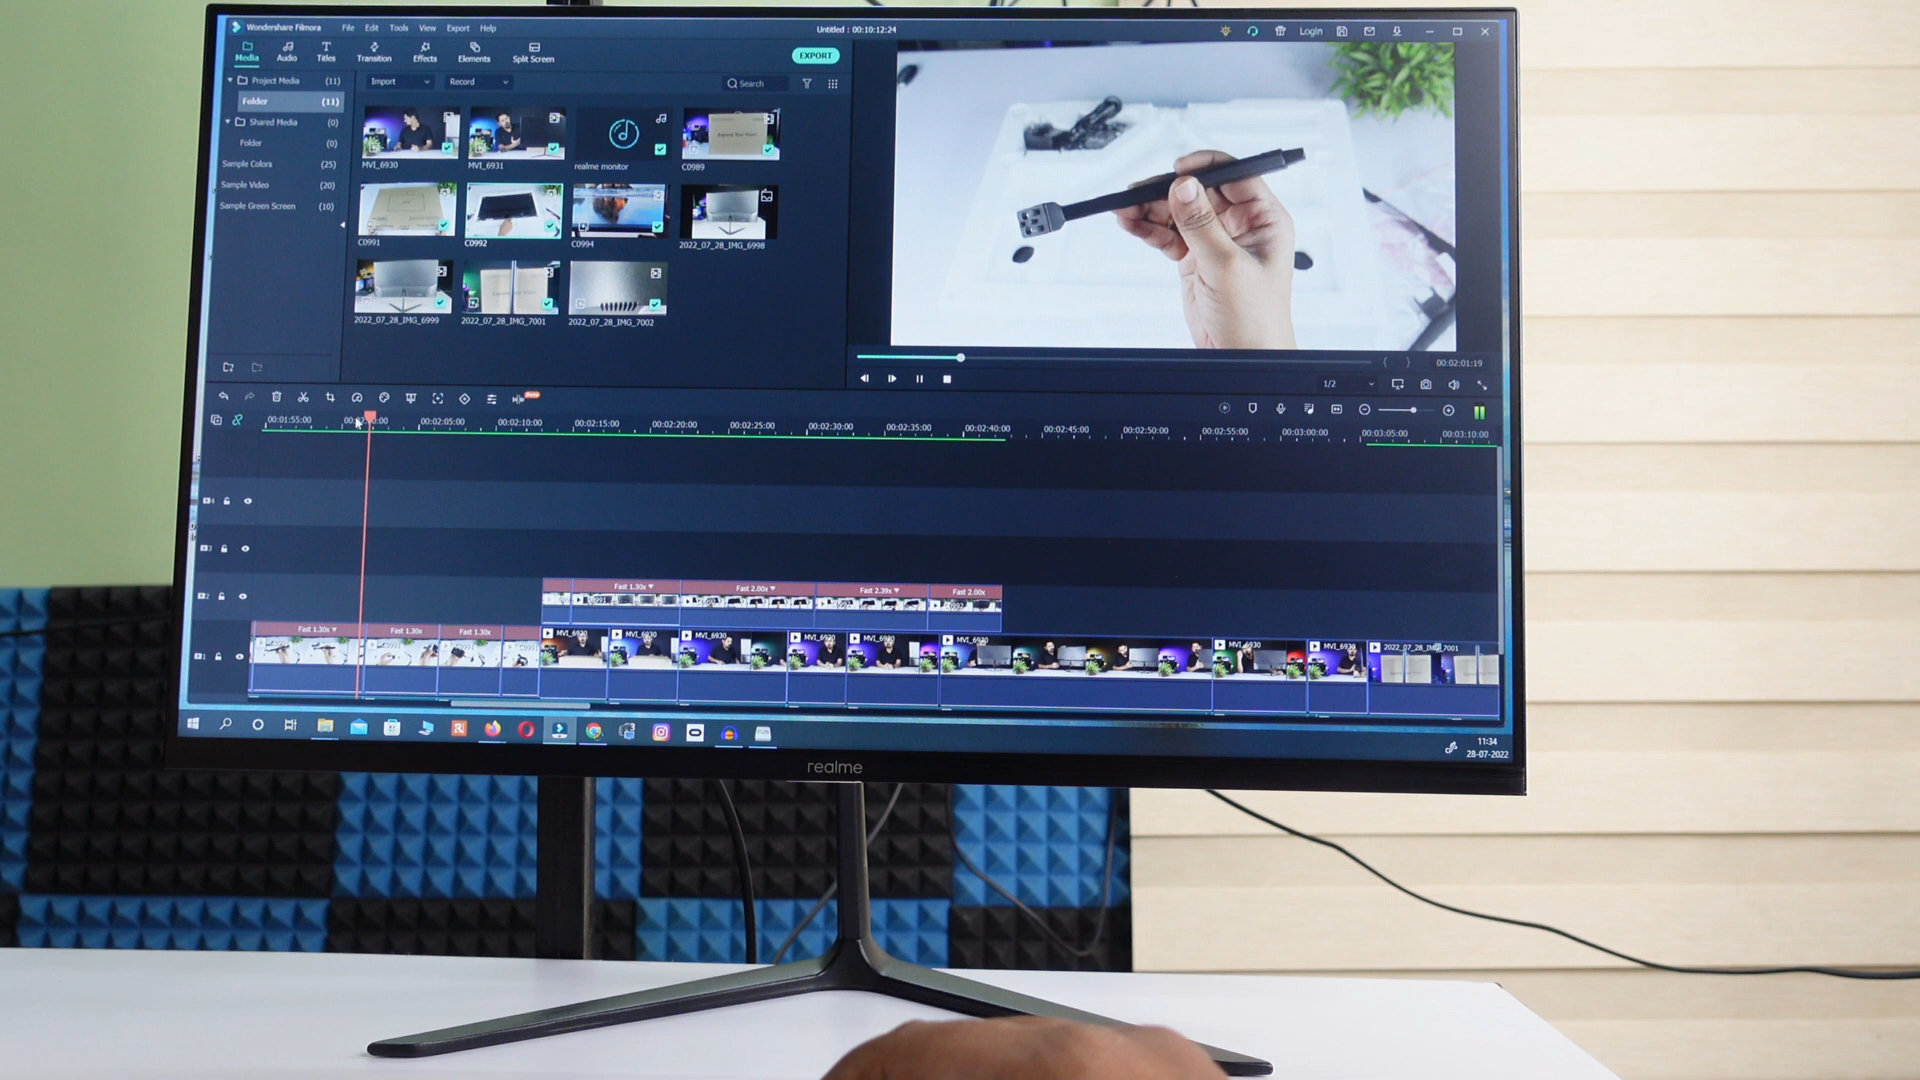 Wondershare Filmora File Edit Tools View Export Help Untitled : 00:10:12:24 Login
Media Audio Titles Transition Effects Elements Split Screen EXPORT
Project Media (11) Import Record Search
Folder (11)
Shared Media (0)
Folder (0)
Sample Colors (25)
Sample Video (20)
Sample Green Screen (10)
MVI_6930 MVI_6931 realme monitor C0989
C0991 C0992 C0994 2022_07_28_IMG_6998
2022_07_28_IMG_6999 2022_07_28_IMG_7001 2022_07_28_IMG_7002
00:02:01:19
1/2
00:01:55:00 00:02:05:00 00:02:10:00 00:02:15:00 00:02:20:00 00:02:25:00 00:02:30:00 00:02:35:00 00:02:40:00 00:02:45:00 00:02:50:00 00:02:55:00 00:03:00:00 00:03:05:00 00:03:10:00
Fast 1.30x Fast 2.00x Fast 2.39x Fast 2.00x
Fast 1.30x Fast 1.30x Fast 1.30x
MVI_6930 MVI_6930 MVI_6930 MVI_6930 MVI_6930 MVI_6930 MVI_6930 MVI_6930 2022_07_28_IMG_7001
11:34
28-07-2022
realme